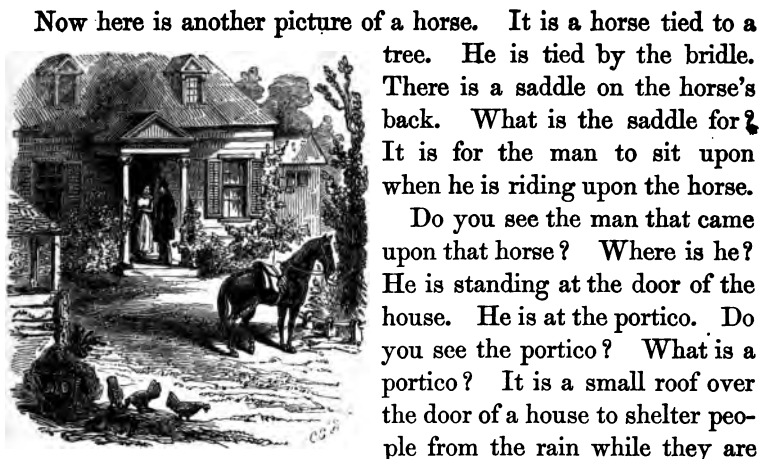 Now here is another picture of a horse. It is a horse tied to a
tree. He is tied by the bridle.
There is a saddle on the horse's
back. What is the saddle for?
It is for the man to sit upon
when he is riding upon the horse.
Do you see the man that came
upon that horse? Where is he?
He is standing at the door of the
house. He is at the portico. Do
you see the portico? What is a
portico? It is a small roof over
the door of a house to shelter peo-
ple from the rain while they are